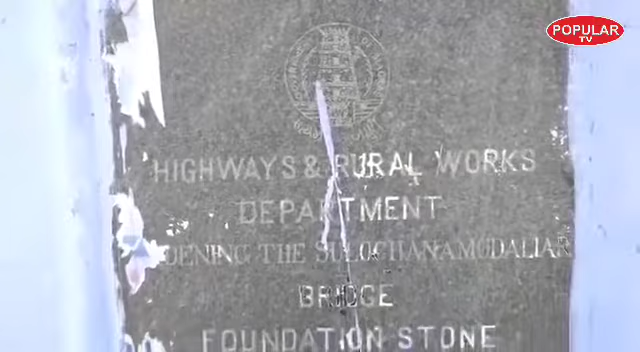 POPULAR
TV
HIGHWAYS & RURAL WORKS
DEPARTMENT
THE SULOCHANAMUDALIAR
BRIDGE
FOUNDATION STONE